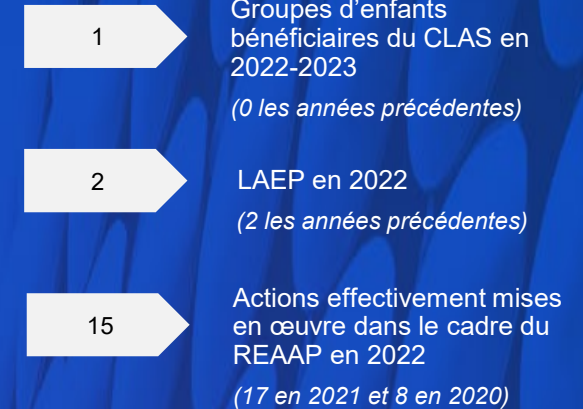 1
Groupes d’enfants
bénéficiaires du CLAS en
2022-2023
(0 les années précédentes)
2
LAEP en 2022
(2 les années précédentes)
15
Actions effectivement mises
en œuvre dans le cadre du
REAAP en 2022
(17 en 2021 et 8 en 2020)